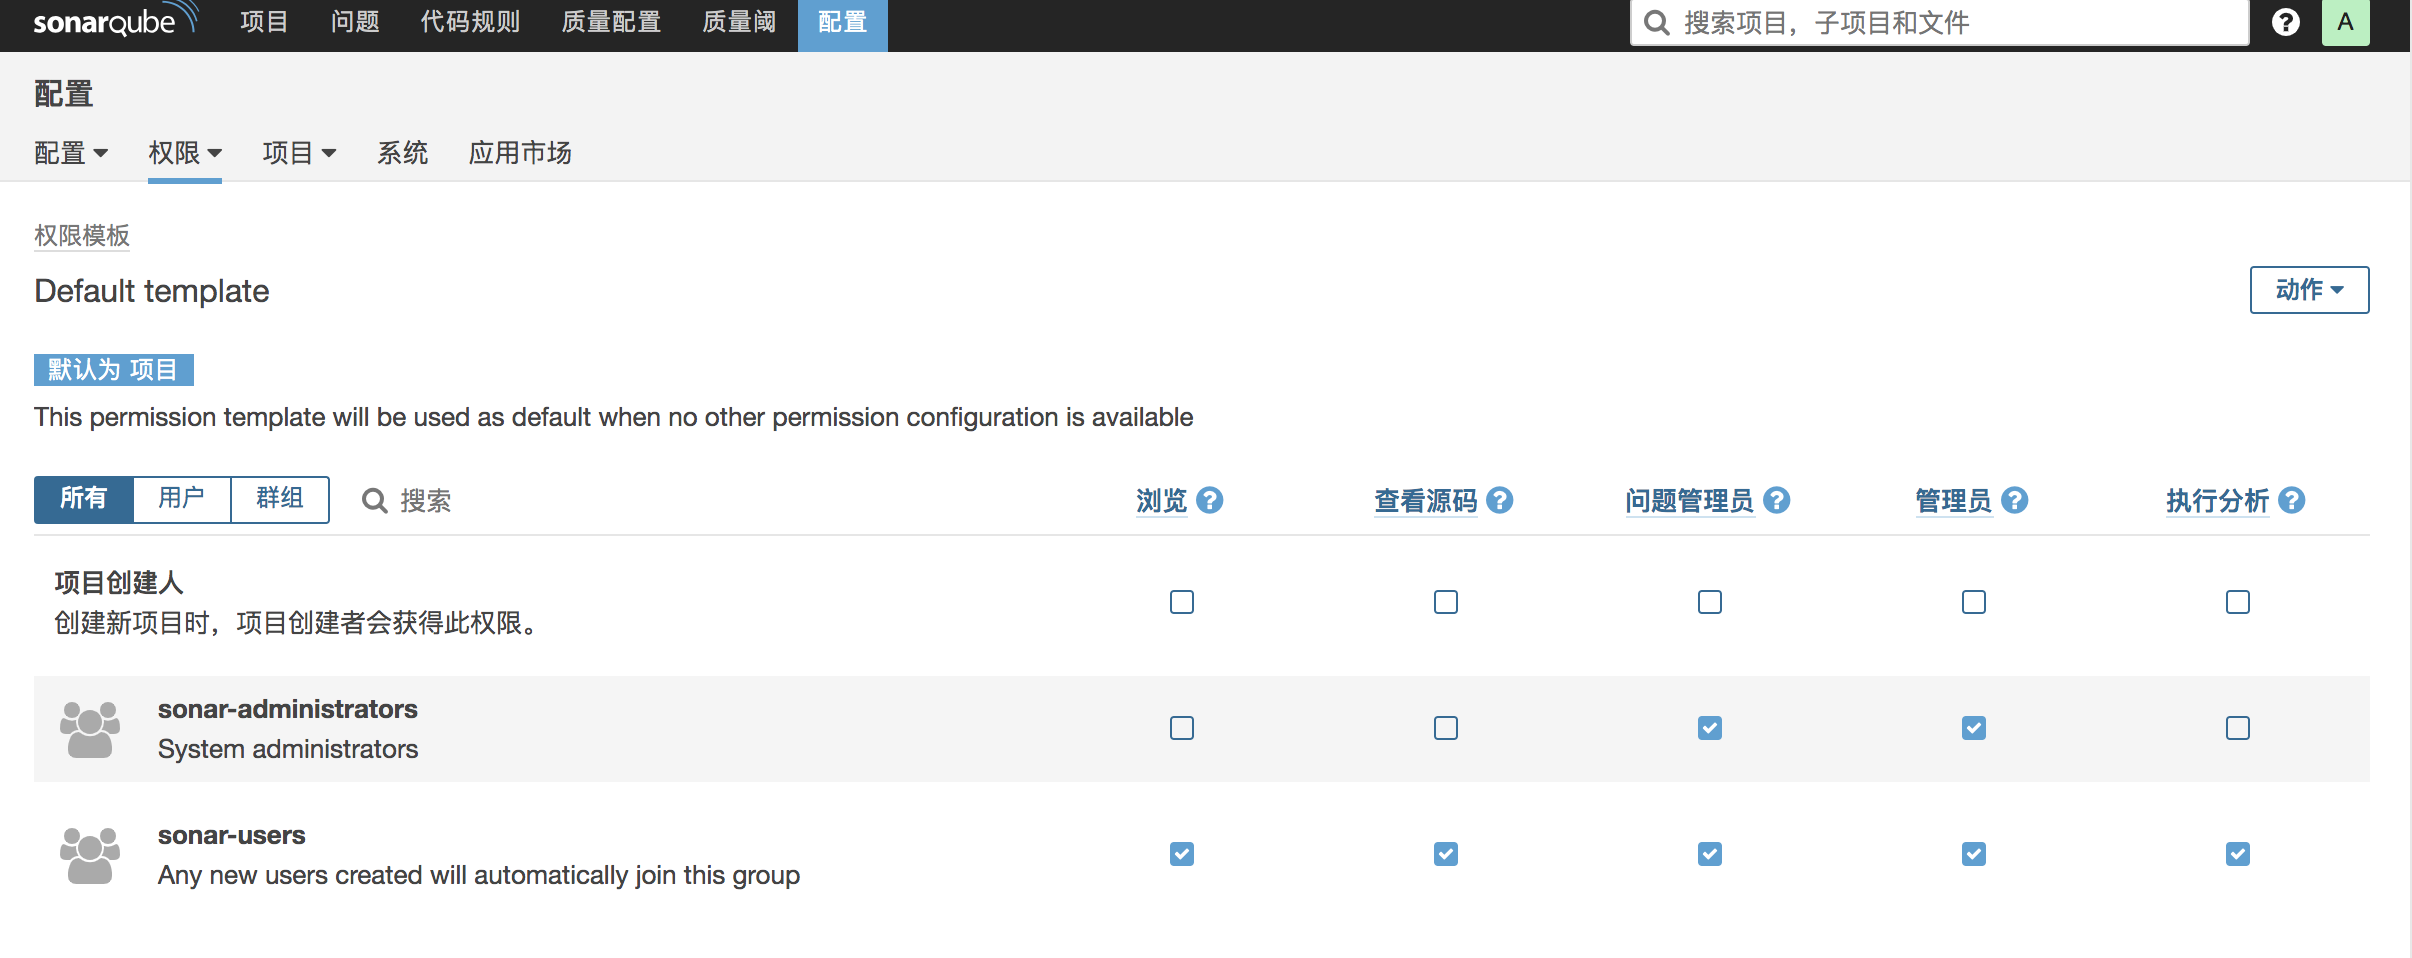 sonarqube 项目 问题 代码规则 质量配置 质量阈 配置 搜索项目，子项目和文件 ? A
配置
配置 权限 项目 系统 应用市场
权限模板
Default template 动作
默认为 项目
This permission template will be used as default when no other permission configuration is available
所有 用户 群组 搜索 浏览 ? 查看源码 ? 问题管理员 ? 管理员 ? 执行分析 ?
项目创建人
创建新项目时，项目创建者会获得此权限。
sonar-administrators
System administrators
sonar-users
Any new users created will automatically join this group